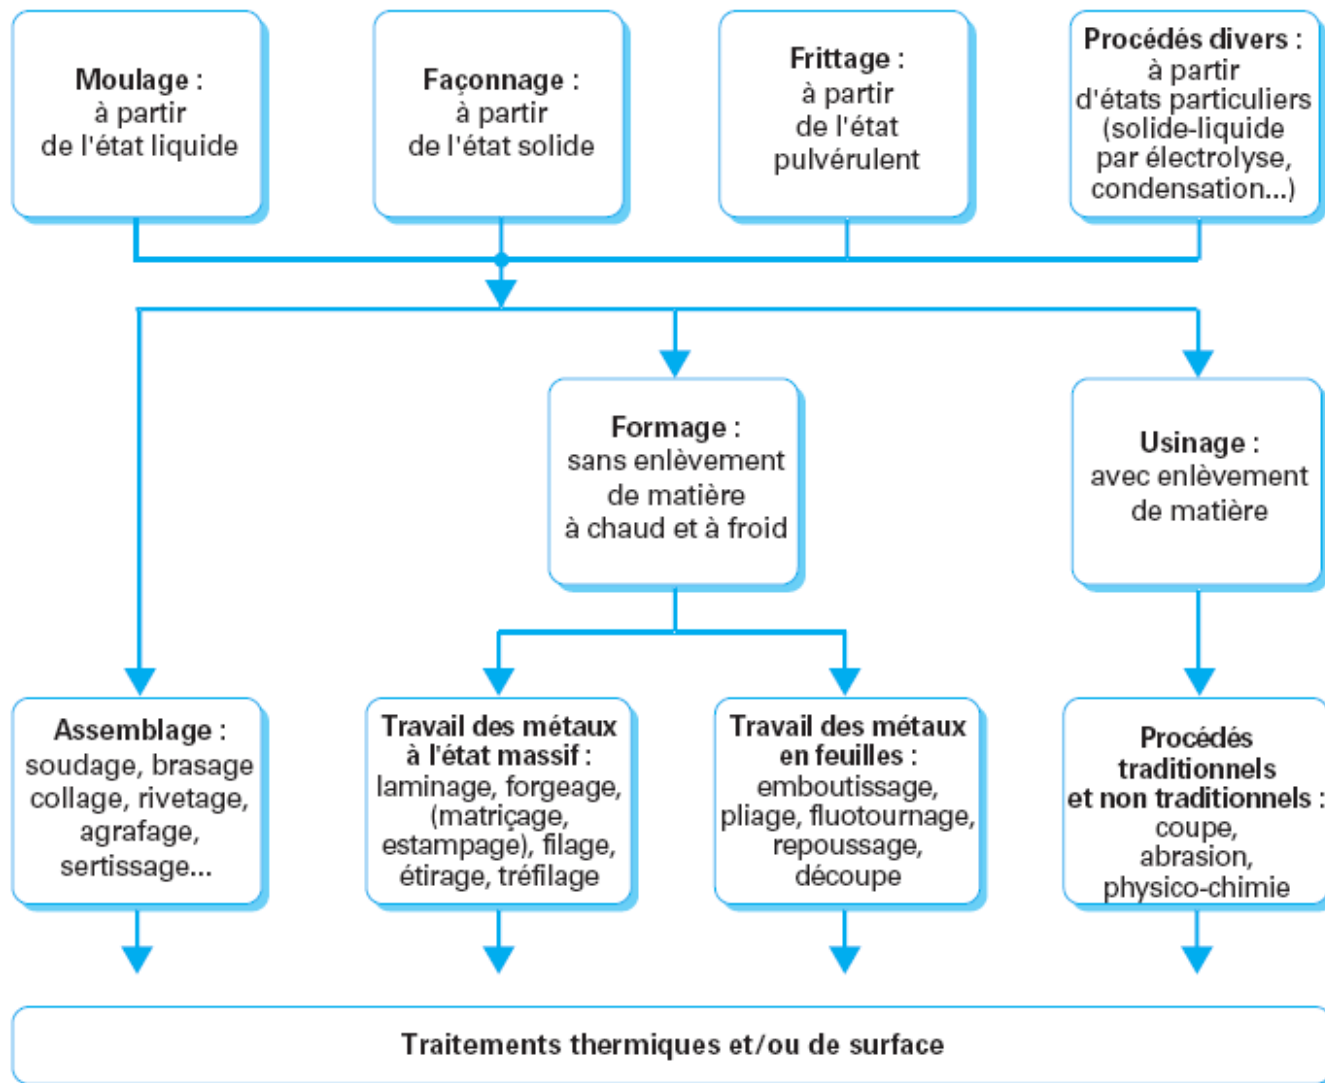 Moulage :
à partir
de l'état liquide
Façonnage :
à partir
de l'état solide
Frittage :
à partir
de l'état
pulvérulent
Procédés divers :
à partir
d'états particuliers
(solide-liquide
par électrolyse,
condensation...)
Formage :
sans enlèvement
de matière
à chaud et à froid
Usinage :
avec enlèvement
de matière
Assemblage :
soudage, brasage
collage, rivetage,
agrafage,
sertissage...
Travail des métaux
à l'état massif :
laminage, forgeage,
(matriçage,
estampage), filage,
étirage, tréfilage
Travail des métaux
en feuilles :
emboutissage,
pliage, fluotournage,
repoussage,
découpe
Procédés
traditionnels
et non traditionnels :
coupe,
abrasion,
physico-chimie
Traitements thermiques et/ou de surface